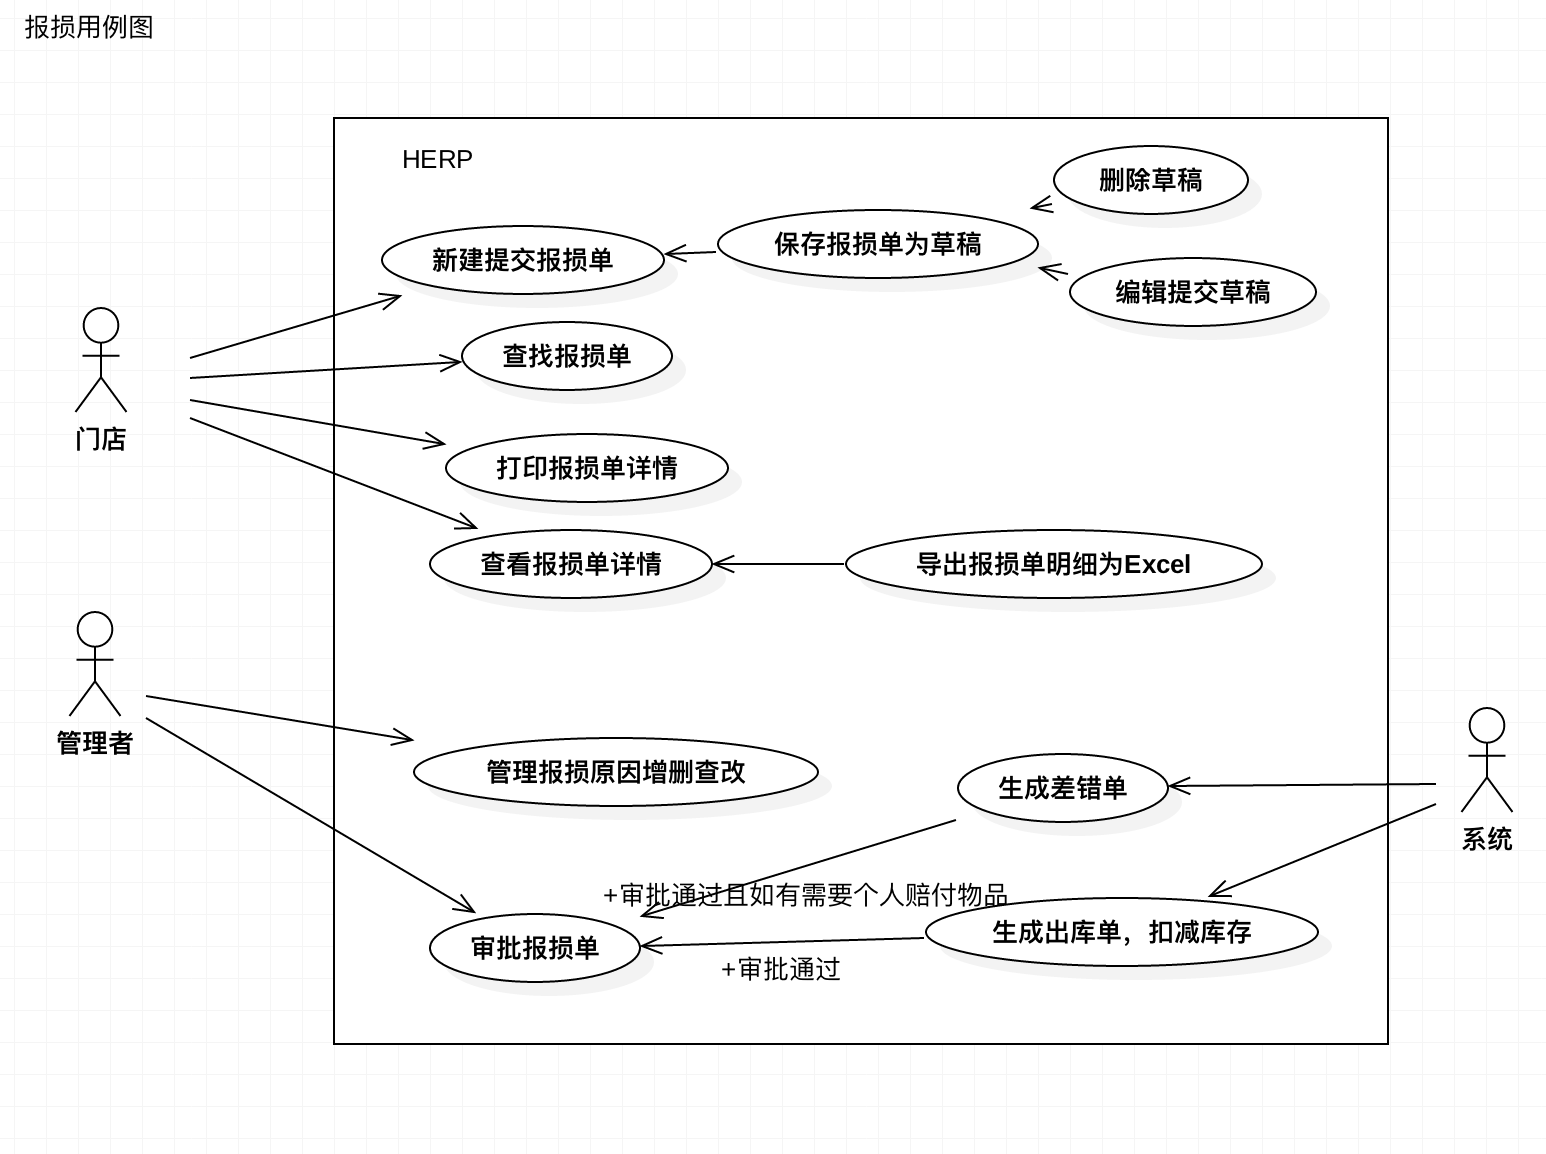 报损用例图
HERP
删除草稿
新建提交报损单
保存报损单为草稿
编辑提交草稿
查找报损单
门店
打印报损单详情
查看报损单详情
导出报损单明细为Excel
管理者
管理报损原因增删查改
生成差错单
系统
+审批通过且如有需要个人赔付物品
生成出库单，扣减库存
审批报损单
+审批通过